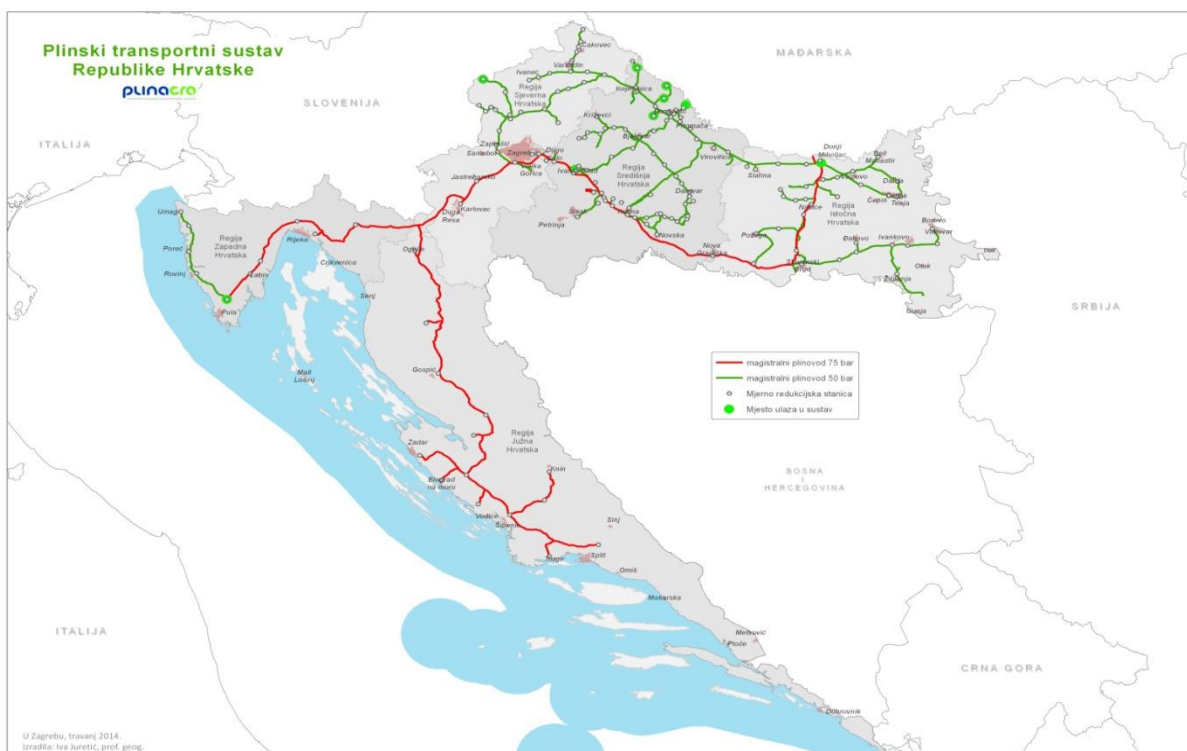 Plinski transportni sustav
Republike Hrvatske
PLINACRO
MAĐARSKA
SLOVENIJA
ITALIJA
Čakovec
Varaždin
Ivanec
Regija
Sjeverna
Hrvatska
Koprivnica
Križevci
Bjelovar
Pitomača
Virovitica
Slatina
Donji
Miholjac
Zaprešić
Samobor
Zagreb
Dugo
Selo
Velika
Gorica
Ivanić Grad
Regija
Središnja
Hrvatska
Daruvar
Jastrebarsko
Karlovac
Duga
Resa
Petrinja
Sisak
Kutina
Novska
Nova
Gradiška
Požega
Slavonski
Brod
Našice
Valpovo
Beli
Manastir
Darda
Čepin
Tenja
Regija
Istočna
Hrvatska
Đakovo
Ivankovo
Borovo
Vukovar
Ilok
Otok
Županja
Gunja
SRBIJA
Umag
Poreč
Rovinj
Regija
Zapadna
Hrvatska
Labin
Pula
Rijeka
Crikvenica
Ogulin
Senj
Mali
Lošinj
Gospić
Zadar
Regija
Južna
Hrvatska
Biograd
na moru
Knin
Vodice
Šibenik
Sinj
Split
Omiš
Makarska
Metković
Ploče
Dubrovnik
magistralni plinovod 75 bar
magistralni plinovod 50 bar
Mjerno redukcijska stanica
Mjesto ulaza u sustav
BOSNA
I
HERCEGOVINA
ITALIJA
CRNA GORA
U Zagrebu, travanj 2014.
Izradila: Iva Juretić, prof. geog.